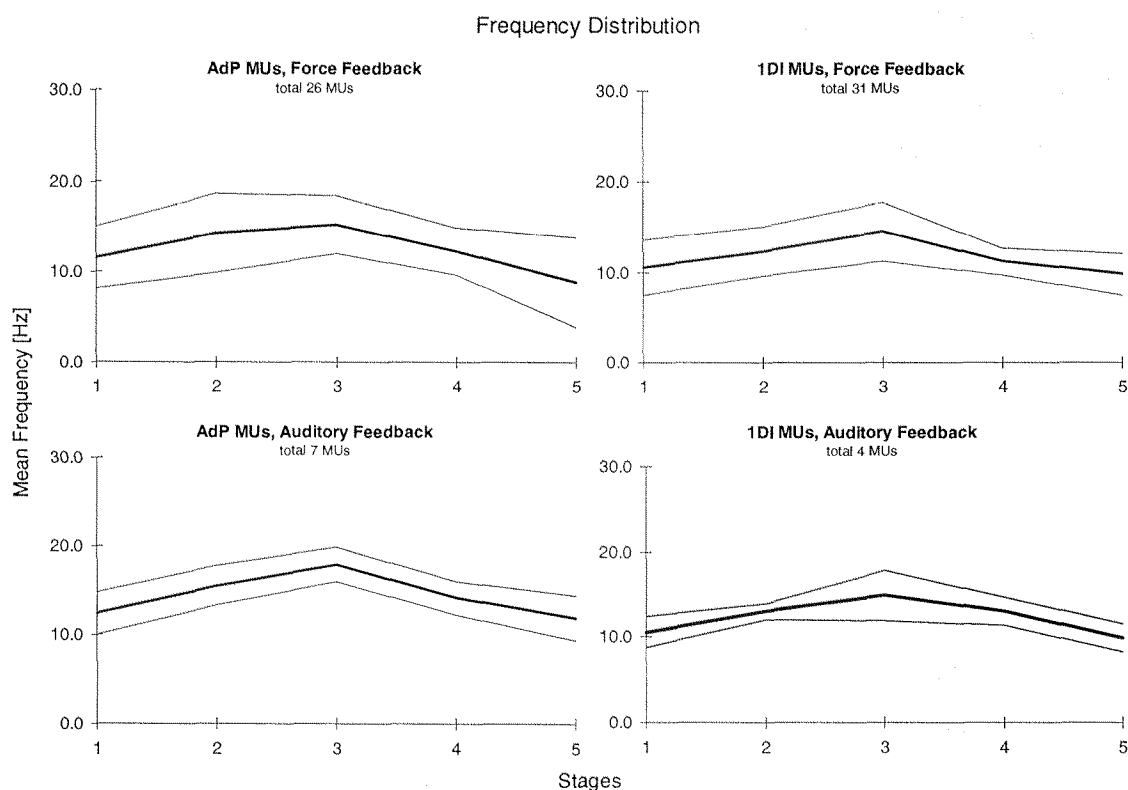 Frequency Distribution
AdP MUs, Force Feedback
total 26 MUs
30.0
20.0
10.0
0.0
1 2 3 4 5
1DI MUs, Force Feedback
total 31 MUs
30.0
20.0
10.0
0.0
1 2 3 4 5
Mean Frequency [Hz]
AdP MUs, Auditory Feedback
total 7 MUs
30.0
20.0
10.0
0.0
1 2 3 4 5
1DI MUs, Auditory Feedback
total 4 MUs
30.0
20.0
10.0
0.0
1 2 3 4 5
Stages